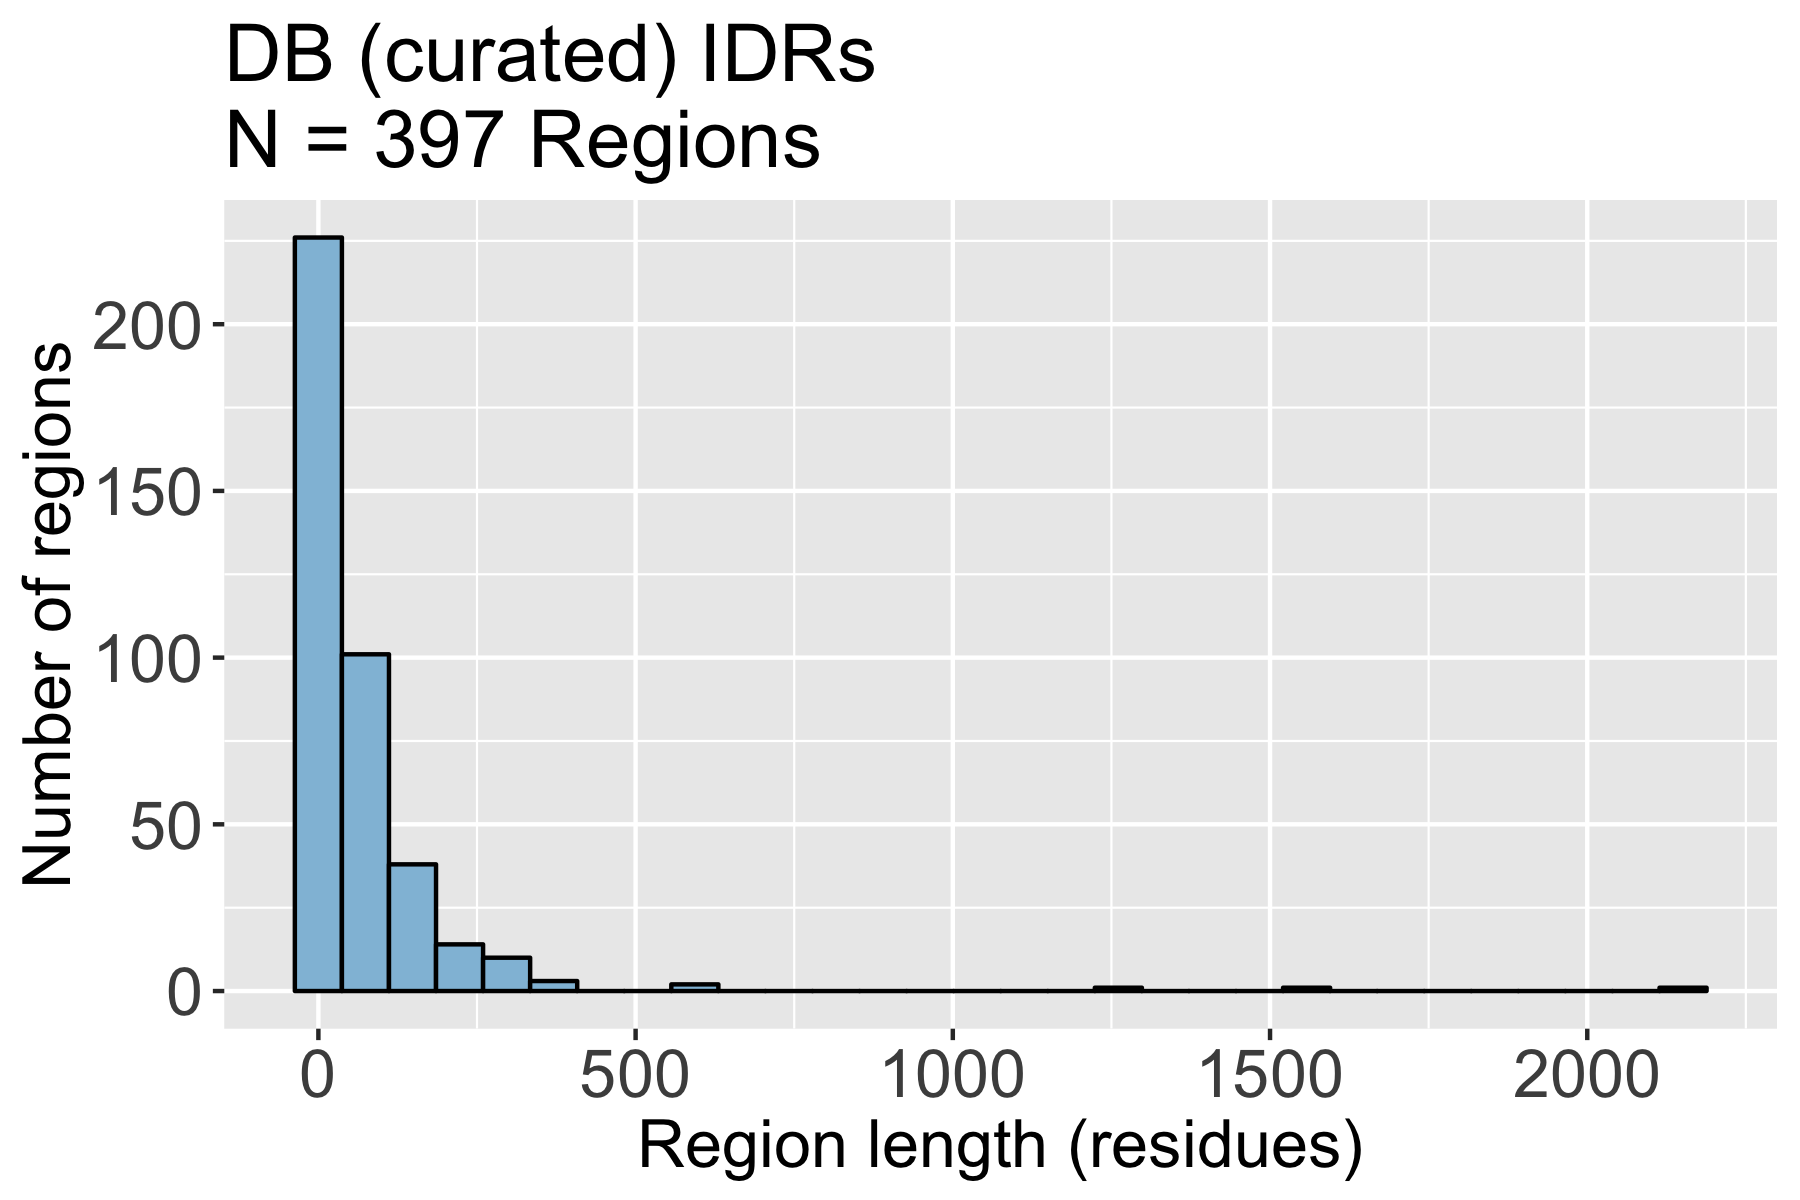 DB (curated) IDRs
N = 397 Regions
Number of regions
200
150
100
50
0
0 500 1000 1500 2000
Region length (residues)